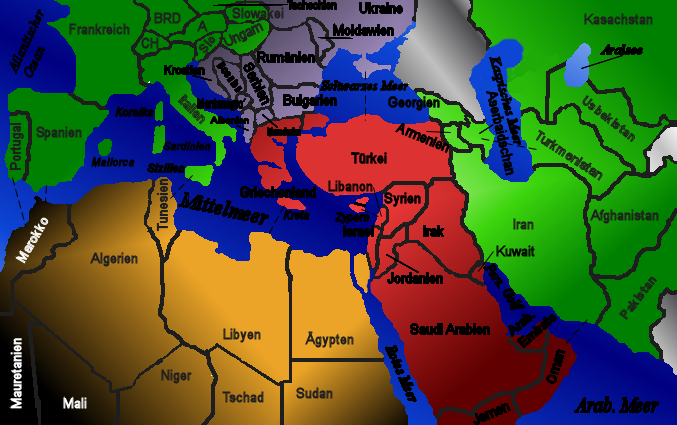 Tschechien
Ukraine
BRD
Slowakei
Kasachstan
Atlantischer
Ozean
Frankreich
A
Moldawien
CH
Slo
Ungarn
Aralsee
Rumänien
Kroatien
Bosnien
Serbien
Kaspisches Meer
Schwarzes Meer
Aserbaidschan
Bulgarien
Georgien
Usbekistan
Montenegro
Korsika
Italien
Albanien
Mazedonien
Armenien
Portugal
Spanien
Sardinien
Turkmenistan
Mallorca
Türkei
Sizilien
Libanon
Griechenland
Syrien
Tunesien
Mittelmeer
Kreta
Zypern
Israel
Irak
Iran
Afghanistan
Marokko
Algerien
Kuwait
Jordanien
Pers. Golf
Pakistan
Libyen
Ägypten
Saudi Arabien
Arab.
Emirate
Mauretanien
Rotes Meer
Oman
Mali
Niger
Tschad
Sudan
Jemen
Arab. Meer